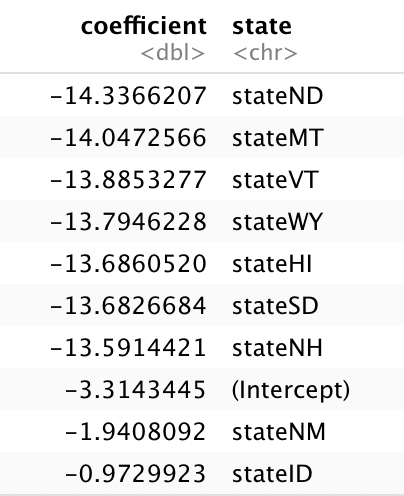 coefficient state
<dbl> <chr>
-14.3366207 stateND
-14.0472566 stateMT
-13.8853277 stateVT
-13.7946228 stateWY
-13.6860520 stateHI
-13.6826684 stateSD
-13.5914421 stateNH
-3.3143445 (Intercept)
-1.9408092 stateNM
-0.9729923 stateID